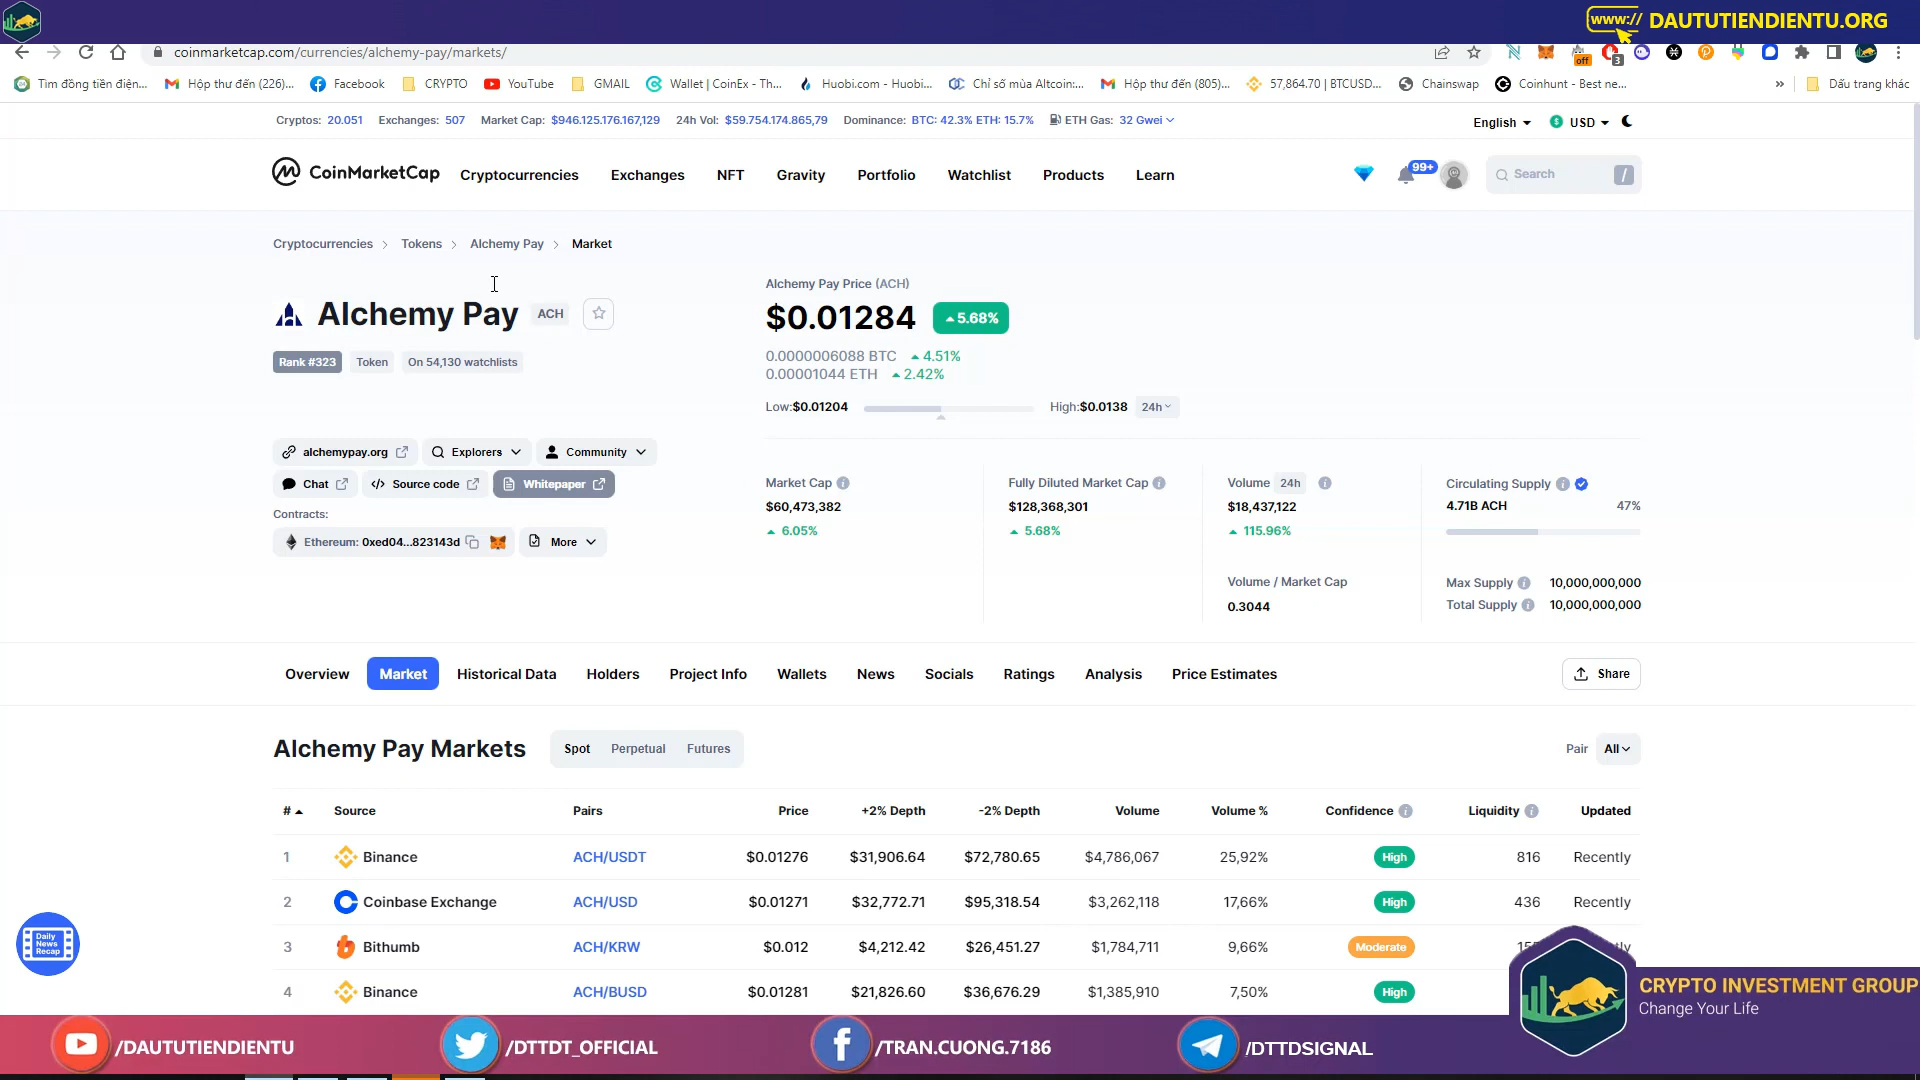 www.// DAUTUTIENDIENTU.ORG
coinmarketcap.com/currencies/alchemy-pay/markets/
off 3
Tìm đồng tiền điện... Hộp thư đến (226)... Facebook CRYPTO YouTube GMAIL Wallet | CoinEx - Th... Huobi.com - Huobi... Chỉ số mùa Altcoin:... Hộp thư đến (805)... 57,864.70 | BTCUSD... Chainswap Coinhunt - Best ne... » Dấu trang khác
Cryptos: 20.051 Exchanges: 507 Market Cap: $946.125.176.167,129 24h Vol: $59.754.174.865,79 Dominance: BTC: 42.3% ETH: 15.7% ETH Gas: 32 Gwei English USD
CoinMarketCap Cryptocurrencies Exchanges NFT Gravity Portfolio Watchlist Products Learn 99+ Search /
Cryptocurrencies > Tokens > Alchemy Pay > Market
Alchemy Pay Price (ACH)
Alchemy Pay ACH $0.01284 5.68%
Rank #323 Token On 54,130 watchlists
0.0000006088 BTC 4.51%
0.00001044 ETH 2.42%
Low:$0.01204 High:$0.0138 24h
alchemypay.org Explorers Community
Chat Source code Whitepaper
Contracts:
Ethereum: 0xed04...823143d More
Market Cap
$60,473,382
6.05%
Fully Diluted Market Cap
$128,368,301
5.68%
Volume 24h
$18,437,122
115.96%
Volume / Market Cap
0.3044
Circulating Supply
4.71B ACH 47%
Max Supply 10,000,000,000
Total Supply 10,000,000,000
Overview Market Historical Data Holders Project Info Wallets News Socials Ratings Analysis Price Estimates Share
Alchemy Pay Markets Spot Perpetual Futures Pair All
# Source Pairs Price +2% Depth -2% Depth Volume Volume % Confidence Liquidity Updated
1 Binance ACH/USDT $0.01276 $31,906.64 $72,780.65 $4,786,067 25,92% High 816 Recently
2 Coinbase Exchange ACH/USD $0.01271 $32,772.71 $95,318.54 $3,262,118 17,66% High 436 Recently
3 Bithumb ACH/KRW $0.012 $4,212.42 $26,451.27 $1,784,711 9,66% Moderate
4 Binance ACH/BUSD $0.01281 $21,826.60 $36,676.29 $1,385,910 7,50% High
Daily
News
Recap
CRYPTO INVESTMENT GROUP
Change Your Life
/DAUTUTIENDIENTU /DTTDT_OFFICIAL /TRAN.CUONG.7186 /DTTDSIGNAL